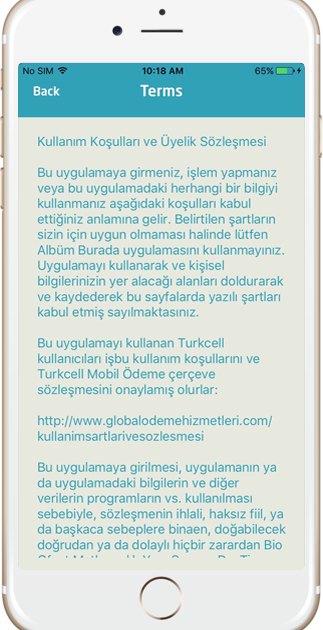 No SIM 10:18 AM 65%
Back Terms
Kullanım Koşulları ve Üyelik Sözleşmesi
Bu uygulamaya girmeniz, işlem yapmanız
veya bu uygulamadaki herhangi bir bilgiyi
kullanmanız aşağıdaki koşulları kabul
ettiğiniz anlamına gelir. Belirtilen şartların
sizin için uygun olmaması halinde lütfen
Albüm Burada uygulamasını kullanmayınız.
Uygulamayı kullanarak ve kişisel
bilgilerinizin yer alacağı alanları doldurarak
ve kaydederek bu sayfalarda yazılı şartları
kabul etmiş sayılmaktasınız.
Bu uygulamayı kullanan Turkcell
kullanıcıları işbu kullanım koşullarını ve
Turkcell Mobil Ödeme çerçeve
sözleşmesini onaylamış olurlar:
http://www.globalodemehizmetleri.com/
kullanimsartlarivesozlesmesi
Bu uygulamaya girilmesi, uygulamanın ya
da uygulamadaki bilgilerin ve diğer
verilerin programların vs. kullanılması
sebebiyle, sözleşmenin ihlali, haksız fiil, ya
da başkaca sebeplere binaen, doğabilecek
doğrudan ya da dolaylı hiçbir zarardan Bio